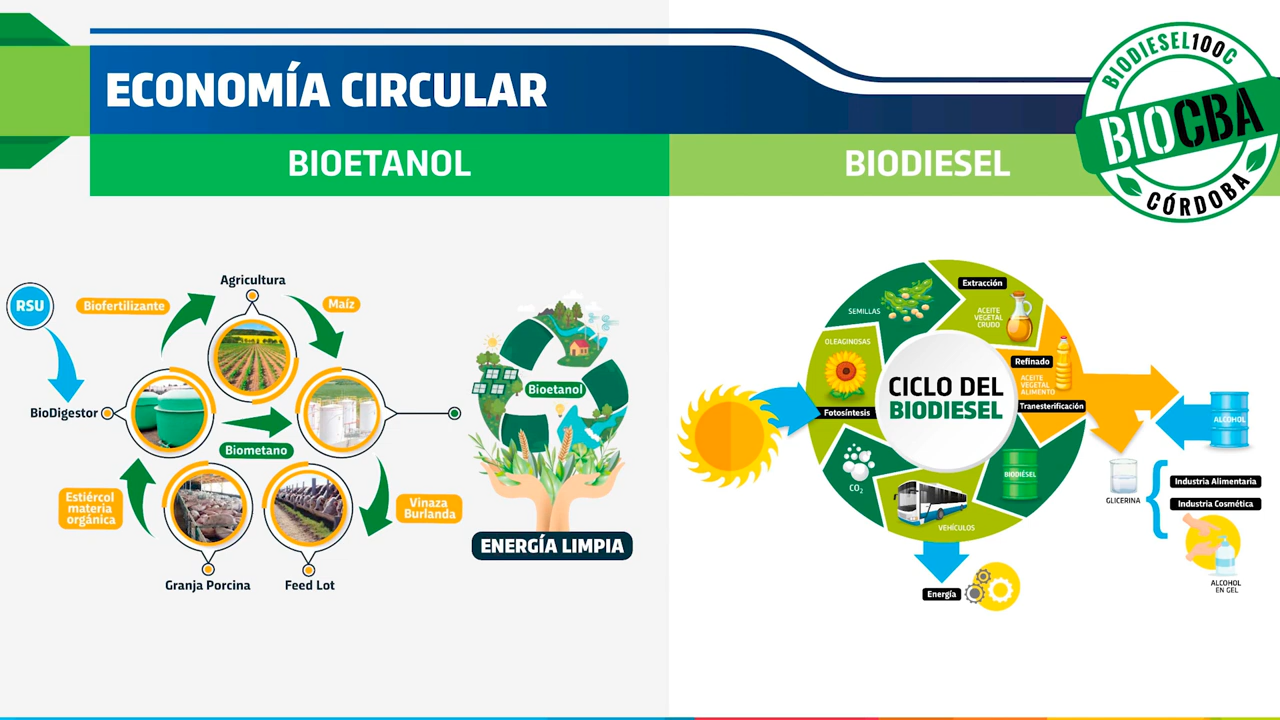 ECONOMÍA CIRCULAR
BIODIESEL100C
BIOCBA
CÓRDOBA
BIOETANOL
BIODIESEL
RSU
Biofertilizante
Agricultura
Maíz
BioDigestor
Biometano
Estiércol
materia
orgánica
Vinaza
Burlanda
Granja Porcina
Feed Lot
Bioetanol
ENERGÍA LIMPIA
Extracción
SEMILLAS
ACEITE
VEGETAL
CRUDO
OLEAGINOSAS
Refinado
ACEITE
VEGETAL
ALIMENTO
CICLO DEL
BIODIESEL
Fotosíntesis
Tranesterificación
ALCOHOL
CO2
BIODIÉSEL
VEHÍCULOS
GLICERINA
Industria Alimentaria
Industria Cosmética
ALCOHOL
EN GEL
Energía